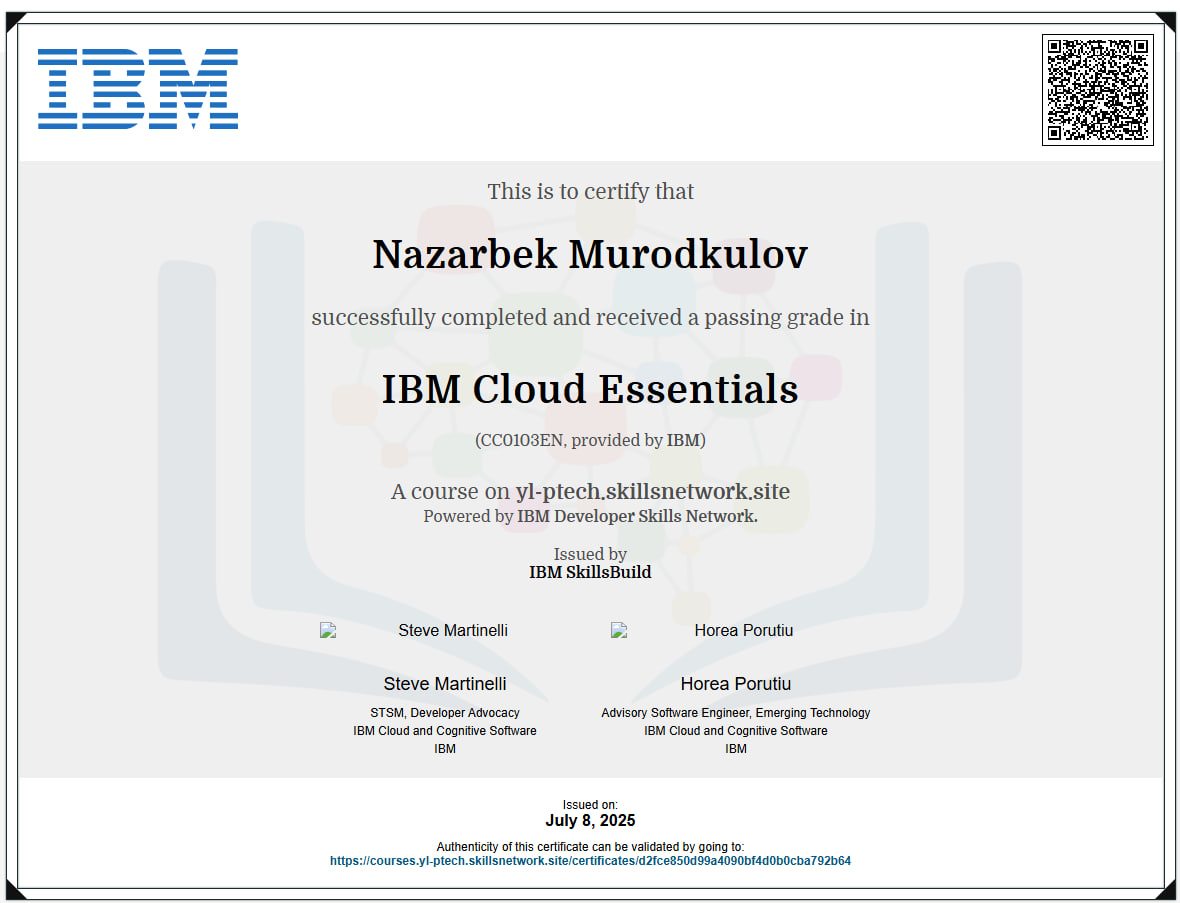 IBM
This is to certify that
Nazarbek Murodkulov
successfully completed and received a passing grade in
IBM Cloud Essentials
(CC0103EN, provided by IBM)
A course on yl-ptech.skillsnetwork.site
Powered by IBM Developer Skills Network.
Issued by
IBM SkillsBuild
Steve Martinelli
Horea Porutiu
Steve Martinelli
STSM, Developer Advocacy
IBM Cloud and Cognitive Software
IBM
Horea Porutiu
Advisory Software Engineer, Emerging Technology
IBM Cloud and Cognitive Software
IBM
Issued on:
July 8, 2025
Authenticity of this certificate can be validated by going to:
https://courses.yl-ptech.skillsnetwork.site/certificates/d2fce850d99a4090bf4d0b0cba792b64